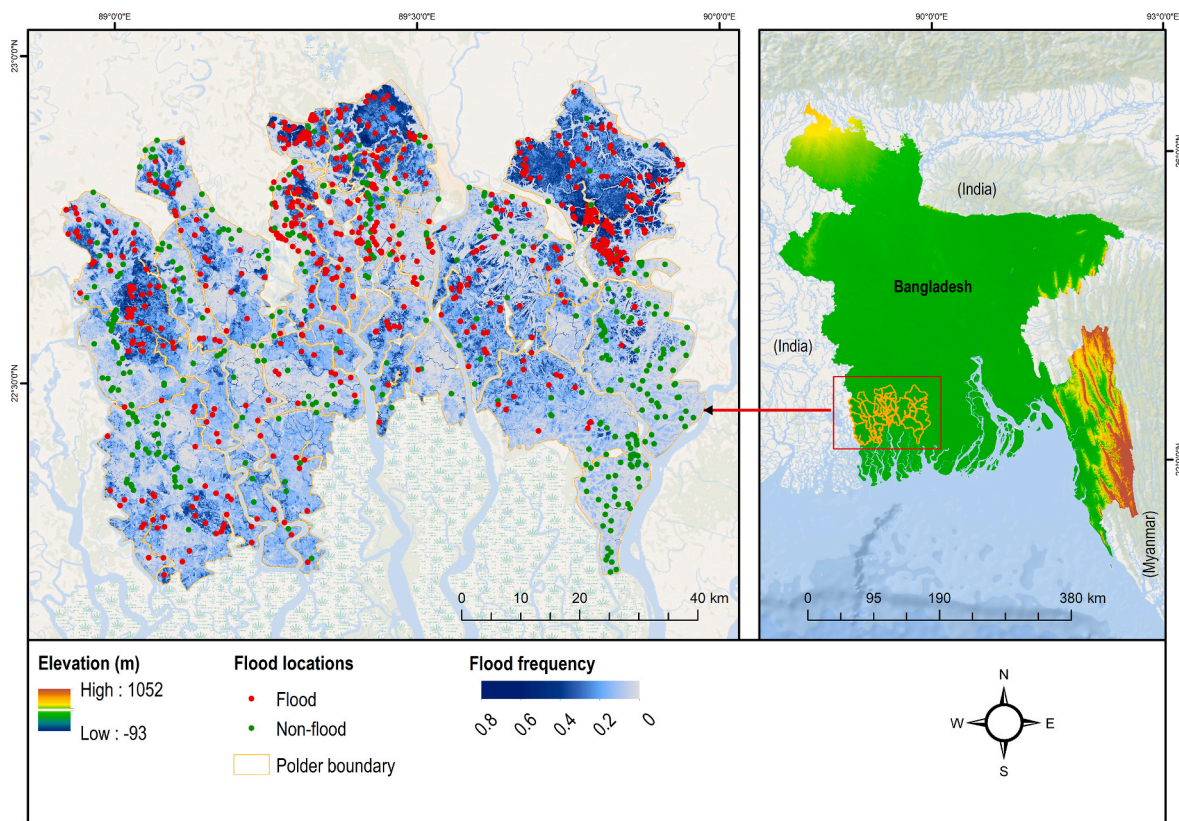 89°0'0"E
89°30'0"E
90°0'0"E
90°0'0"E
93°0'0"E
23°0'0"N
22°30'0"N
(India)
Bangladesh
(India)
(Myanmar)
0 10 20 40 km
0 95 190 380 km
Elevation (m)
High : 1052
Low : -93
Flood locations
Flood
Non-flood
Polder boundary
Flood frequency
0.8 0.6 0.4 0.2 0
N
W E
S